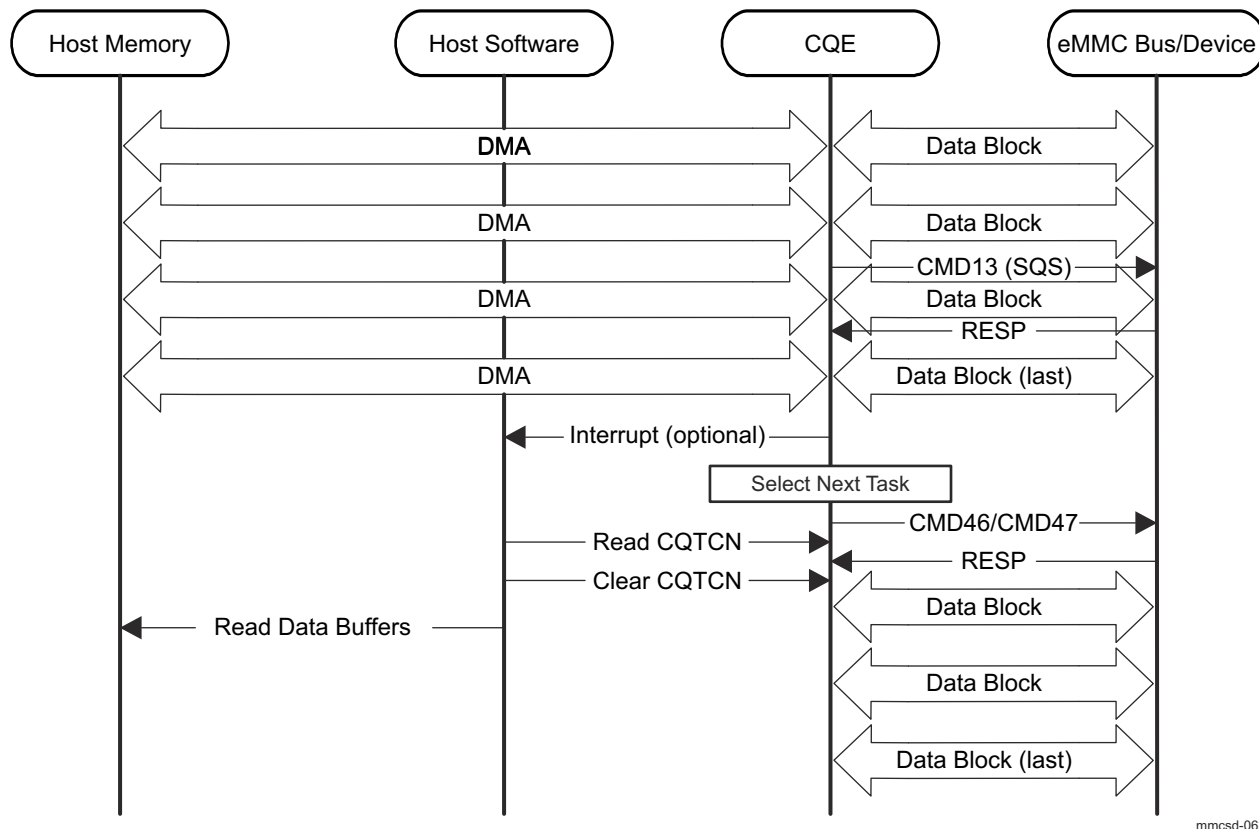 Host Memory
Host Software
CQE
eMMC Bus/Device
DMA
Data Block
DMA
Data Block
CMD13 (SQS)
DMA
Data Block
RESP
DMA
Data Block (last)
Interrupt (optional)
Select Next Task
CMD46/CMD47
Read CQTCN
RESP
Clear CQTCN
Data Block
Read Data Buffers
Data Block
Data Block (last)
mmcsd-06